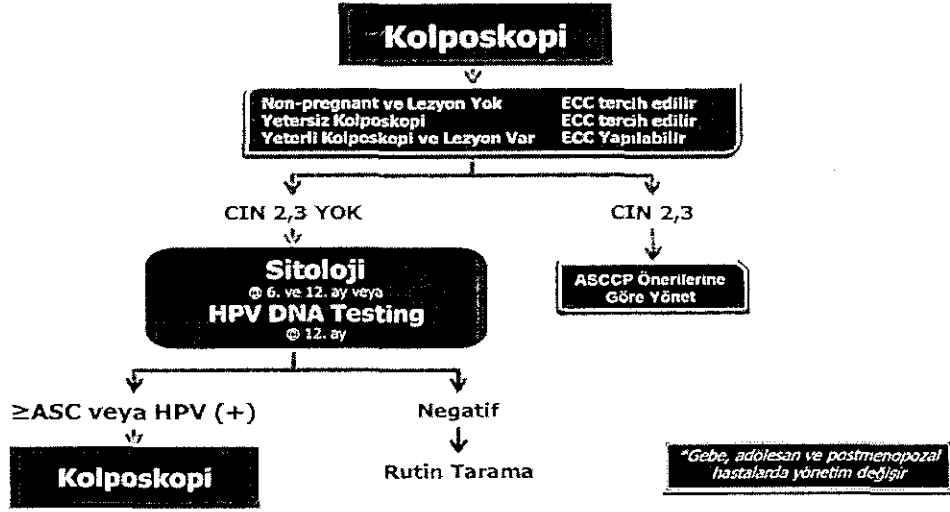 Kolposkopi
Non-pregnant ve Lezyon Yok ECC tercih edilir
Yetersiz Kolposkopi ECC tercih edilir
Yeterli Kolposkopi ve Lezyon Var ECC Yapılabilir
CIN 2,3 YOK
CIN 2,3
Sitoloji
@ 6. ve 12. ay veya
HPV DNA Testing
@ 12. ay
ASCCP Önerilerine
Göre Yönet
≥ASC veya HPV (+)
Negatif
Kolposkopi
Rutin Tarama
*Gebe, adölesan ve postmenopozal
hastalarda yönetim değişir